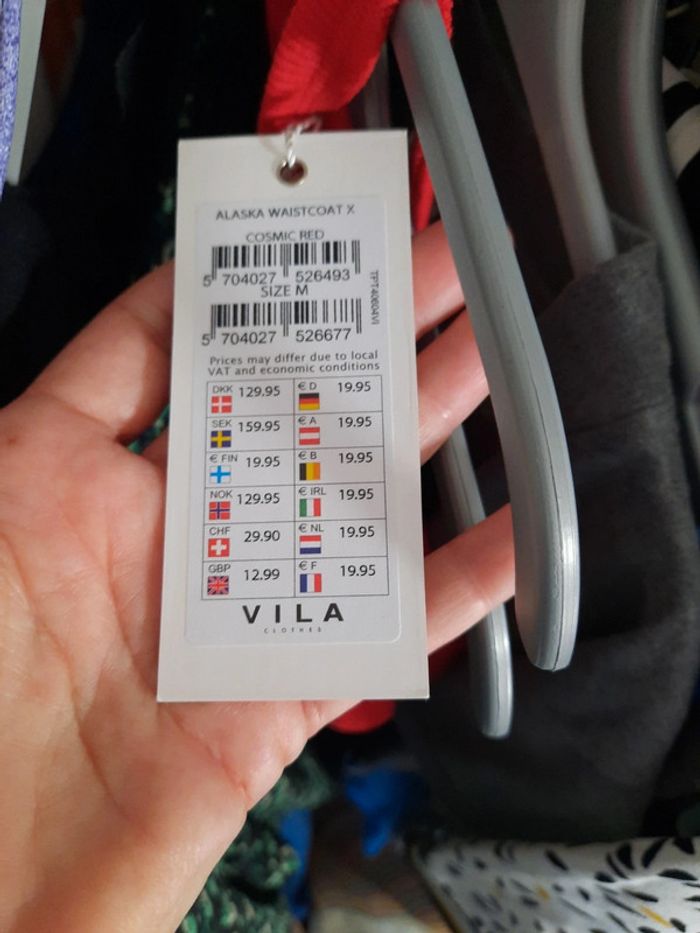 ALASKA WAISTCOAT X
COSMIC RED
5 704027 526493
SIZE M
5 704027 526677
TPT40604VI
Prices may differ due to local
VAT and economic conditions
DKK 129.95 € D 19.95
SEK 159.95 € A 19.95
€ FIN 19.95 € B 19.95
NOK 129.95 € IRL 19.95
CHF 29.90 € NL 19.95
GBP 12.99 € F 19.95
VILA
CLOTHES